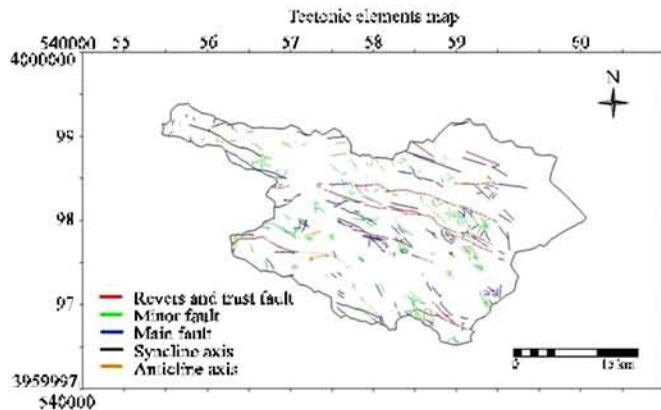 Tectonic elements map
540000 55 56 57 58 59 60
4000000
N
99
98
97
Revers and trust fault
Minor fault
Main fault
Syncline axis
Anticline axis
0 15 km
3959997
540000